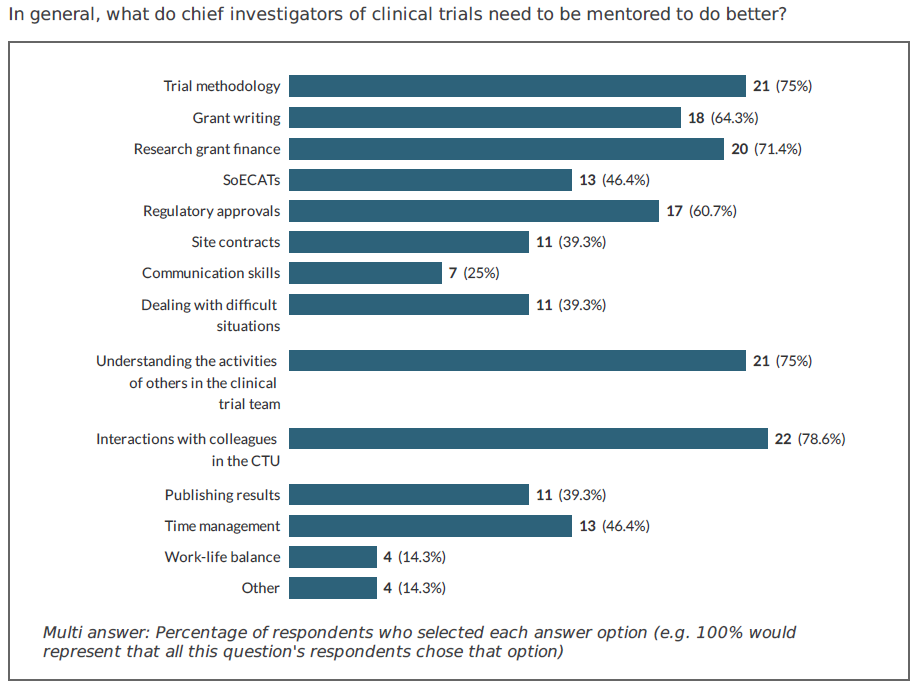 In general, what do chief investigators of clinical trials need to be mentored to do better?
Trial methodology 21 (75%)
Grant writing 18 (64.3%)
Research grant finance 20 (71.4%)
SoECATs 13 (46.4%)
Regulatory approvals 17 (60.7%)
Site contracts 11 (39.3%)
Communication skills 7 (25%)
Dealing with difficult 11 (39.3%)
situations
Understanding the activities 21 (75%)
of others in the clinical
trial team
Interactions with colleagues 22 (78.6%)
in the CTU
Publishing results 11 (39.3%)
Time management 13 (46.4%)
Work-life balance 4 (14.3%)
Other 4 (14.3%)
Multi answer: Percentage of respondents who selected each answer option (e.g. 100% would
represent that all this question's respondents chose that option)